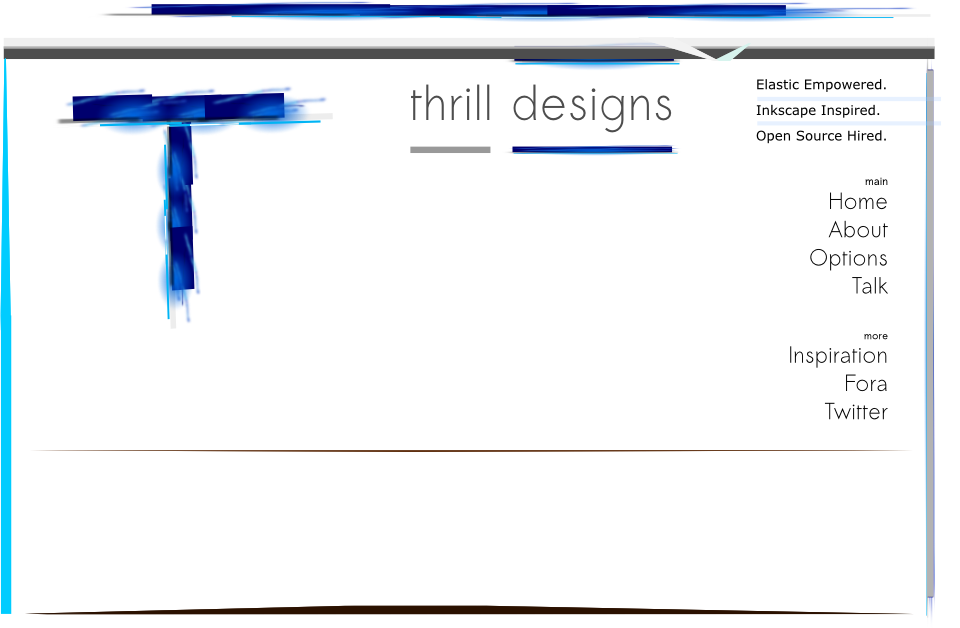 T
thrill designs
Elastic Empowered.
Inkscape Inspired.
Open Source Hired.
main
Home
About
Options
Talk
more
Inspiration
Fora
Twitter